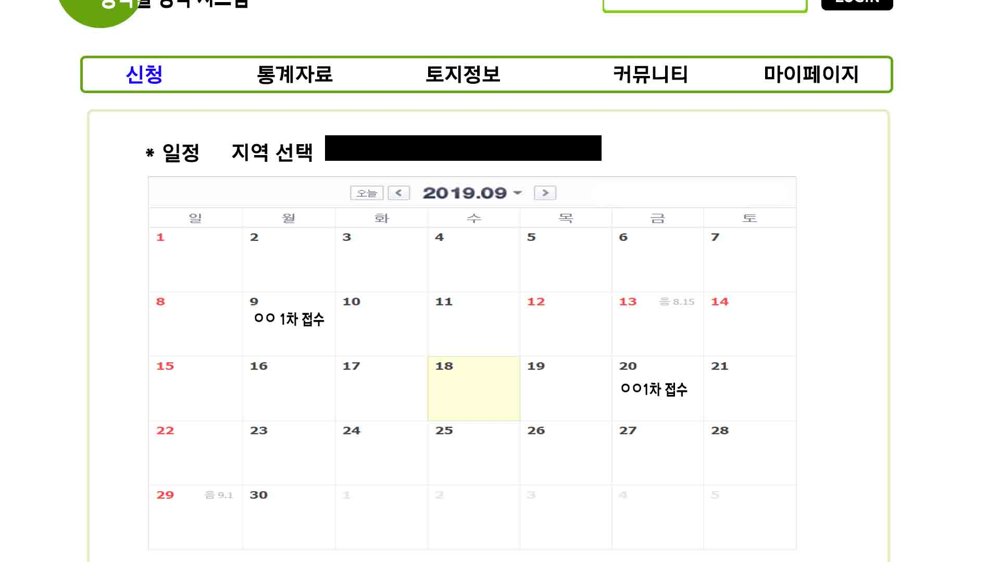 신청 통계자료 토지정보 커뮤니티 마이페이지
* 일정 지역 선택
오늘 < 2019.09 >
일 월 화 수 목 금 토
1 2 3 4 5 6 7
8 9 10 11 12 13 음 8.15 14
ㅇㅇ 1차 접수
15 16 17 18 19 20 21
ㅇㅇ1차 접수
22 23 24 25 26 27 28
29 음 9.1 30 1 2 3 4 5